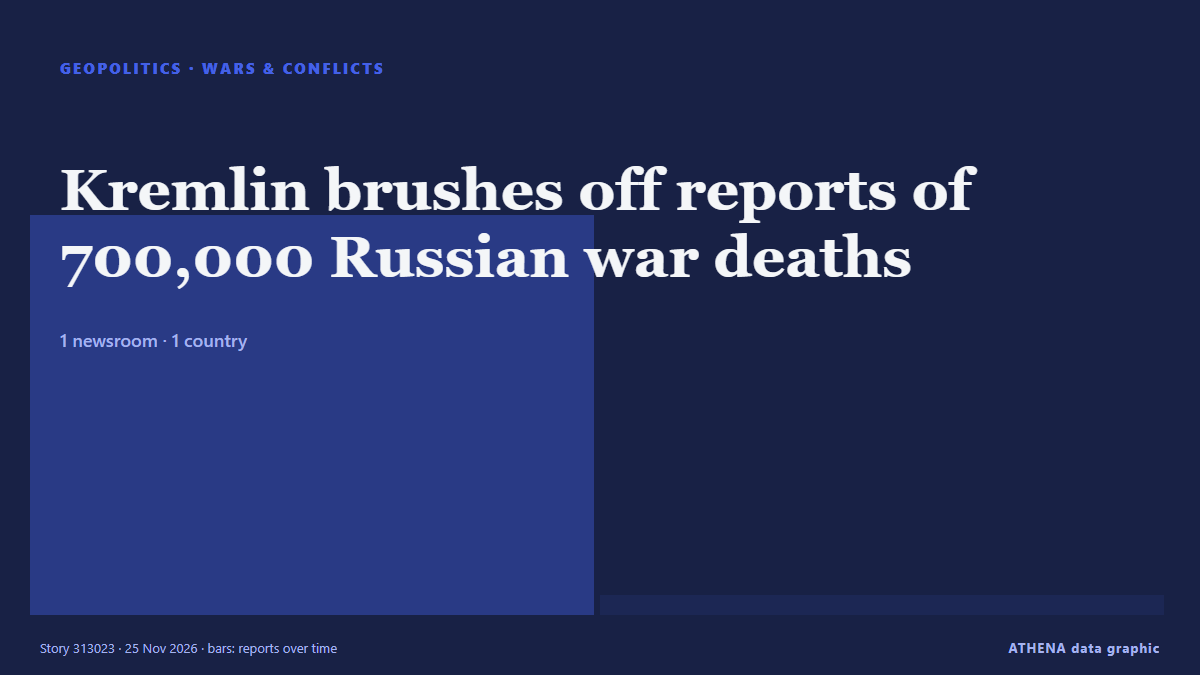 GEOPOLITICS · WARS & CONFLICTS
Kremlin brushes off reports of
700,000 Russian war deaths
1 newsroom · 1 country
Story 313023 · 25 Nov 2026 · bars: reports over time
ATHENA data graphic